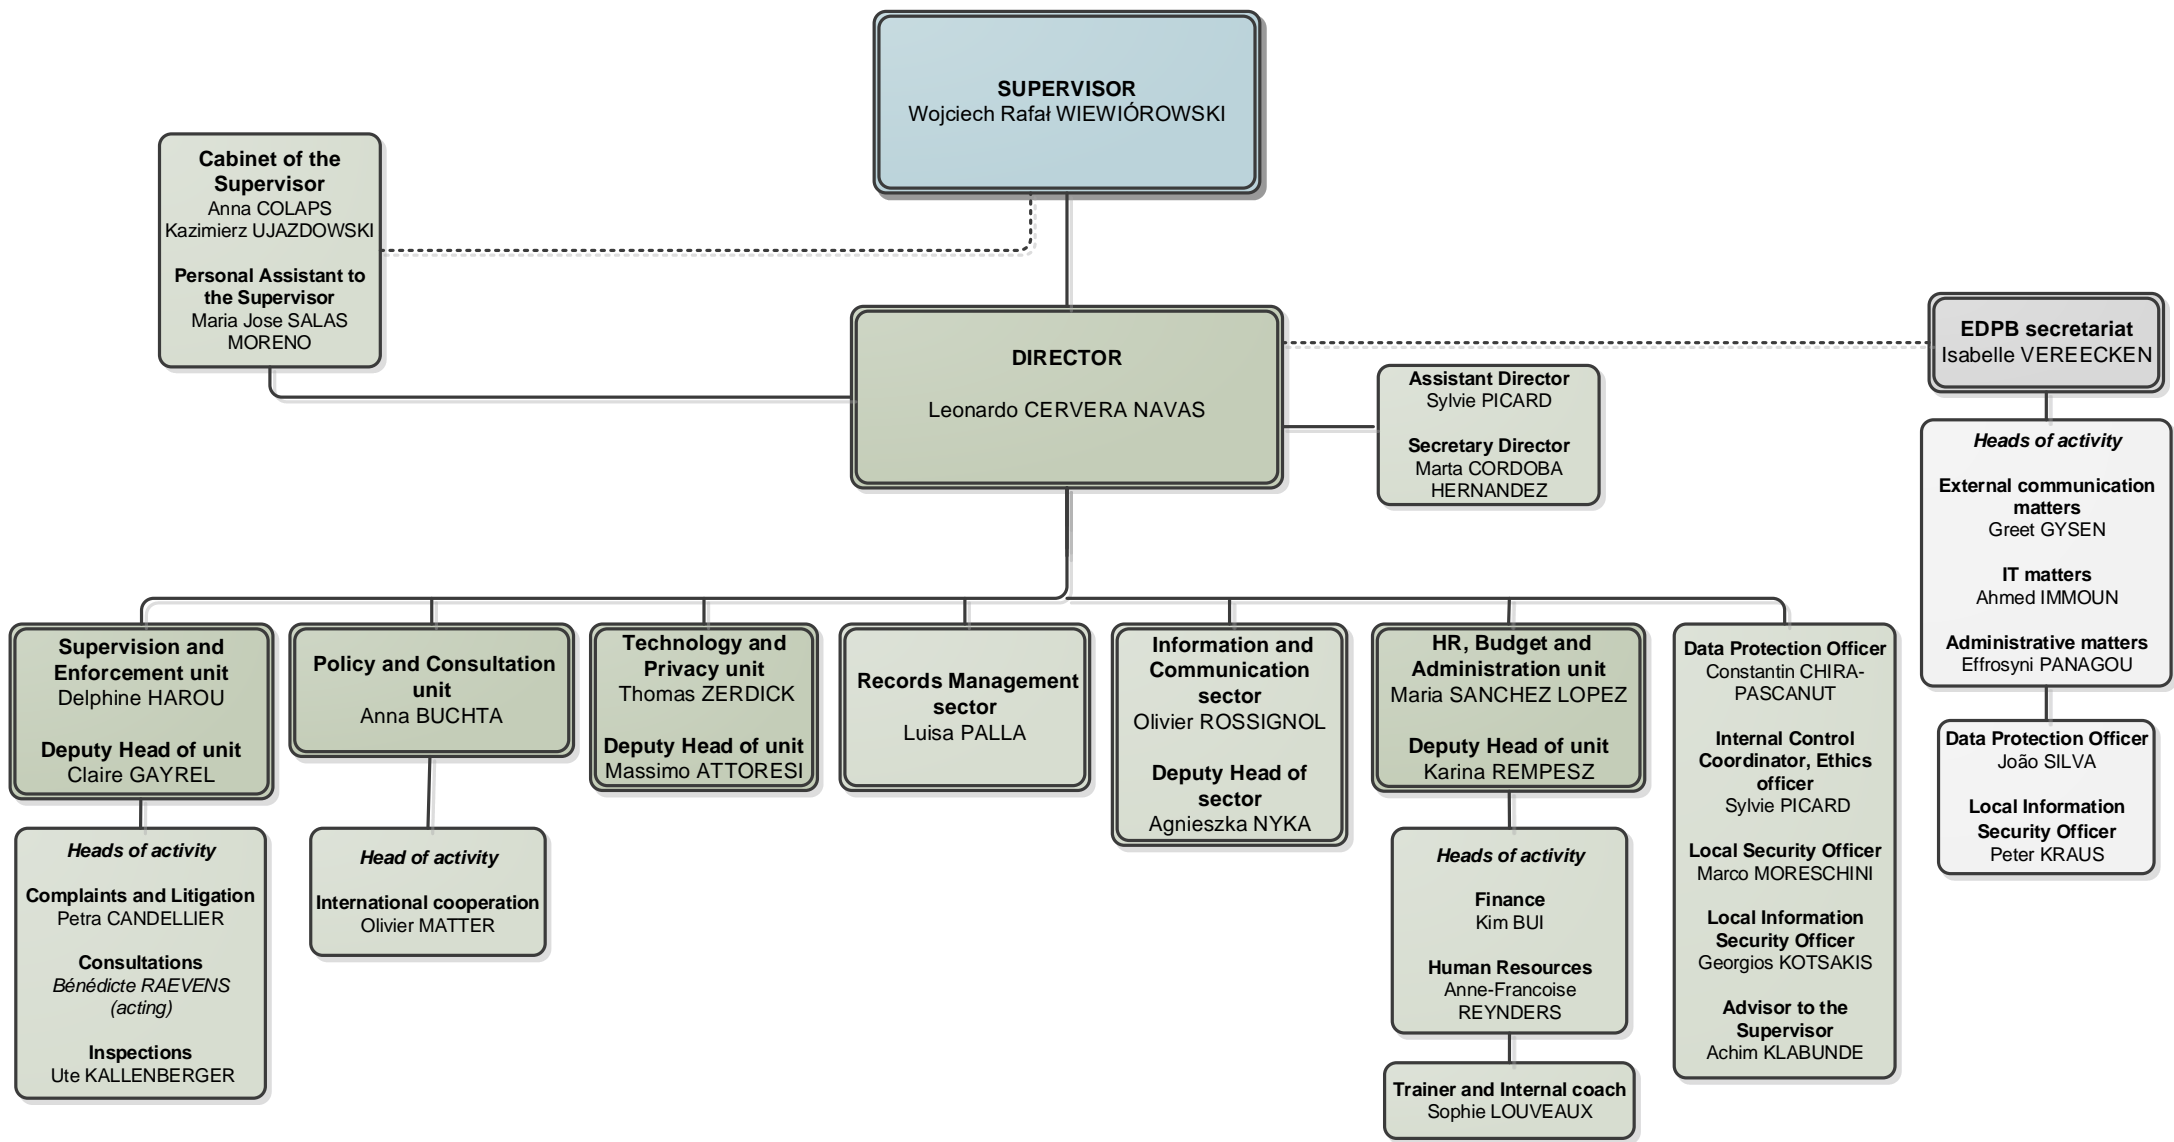 SUPERVISOR
Wojciech Rafał WIEWIÓROWSKI
Cabinet of the
Supervisor
Anna COLAPS
Kazimierz UJAZDOWSKI
Personal Assistant to
the Supervisor
Maria Jose SALAS
MORENO
DIRECTOR
Leonardo CERVERA NAVAS
Assistant Director
Sylvie PICARD
Secretary Director
Marta CORDOBA
HERNANDEZ
EDPB secretariat
Isabelle VEREECKEN
Heads of activity
External communication
matters
Greet GYSEN
IT matters
Ahmed IMMOUN
Administrative matters
Effrosyni PANAGOU
Data Protection Officer
João SILVA
Local Information
Security Officer
Peter KRAUS
Supervision and
Enforcement unit
Delphine HAROU
Deputy Head of unit
Claire GAYREL
Heads of activity
Complaints and Litigation
Petra CANDELLIER
Consultations
Bénédicte RAEVENS
(acting)
Inspections
Ute KALLENBERGER
Policy and Consultation
unit
Anna BUCHTA
Head of activity
International cooperation
Olivier MATTER
Technology and
Privacy unit
Thomas ZERDICK
Deputy Head of unit
Massimo ATTORESI
Records Management
sector
Luisa PALLA
Information and
Communication
sector
Olivier ROSSIGNOL
Deputy Head of
sector
Agnieszka NYKA
HR, Budget and
Administration unit
Maria SANCHEZ LOPEZ
Deputy Head of unit
Karina REMPESZ
Heads of activity
Finance
Kim BUI
Human Resources
Anne-Francoise
REYNDERS
Trainer and Internal coach
Sophie LOUVEAUX
Data Protection Officer
Constantin CHIRA-
PASCANUT
Internal Control
Coordinator, Ethics
officer
Sylvie PICARD
Local Security Officer
Marco MORESCHINI
Local Information
Security Officer
Georgios KOTSAKIS
Advisor to the
Supervisor
Achim KLABUNDE